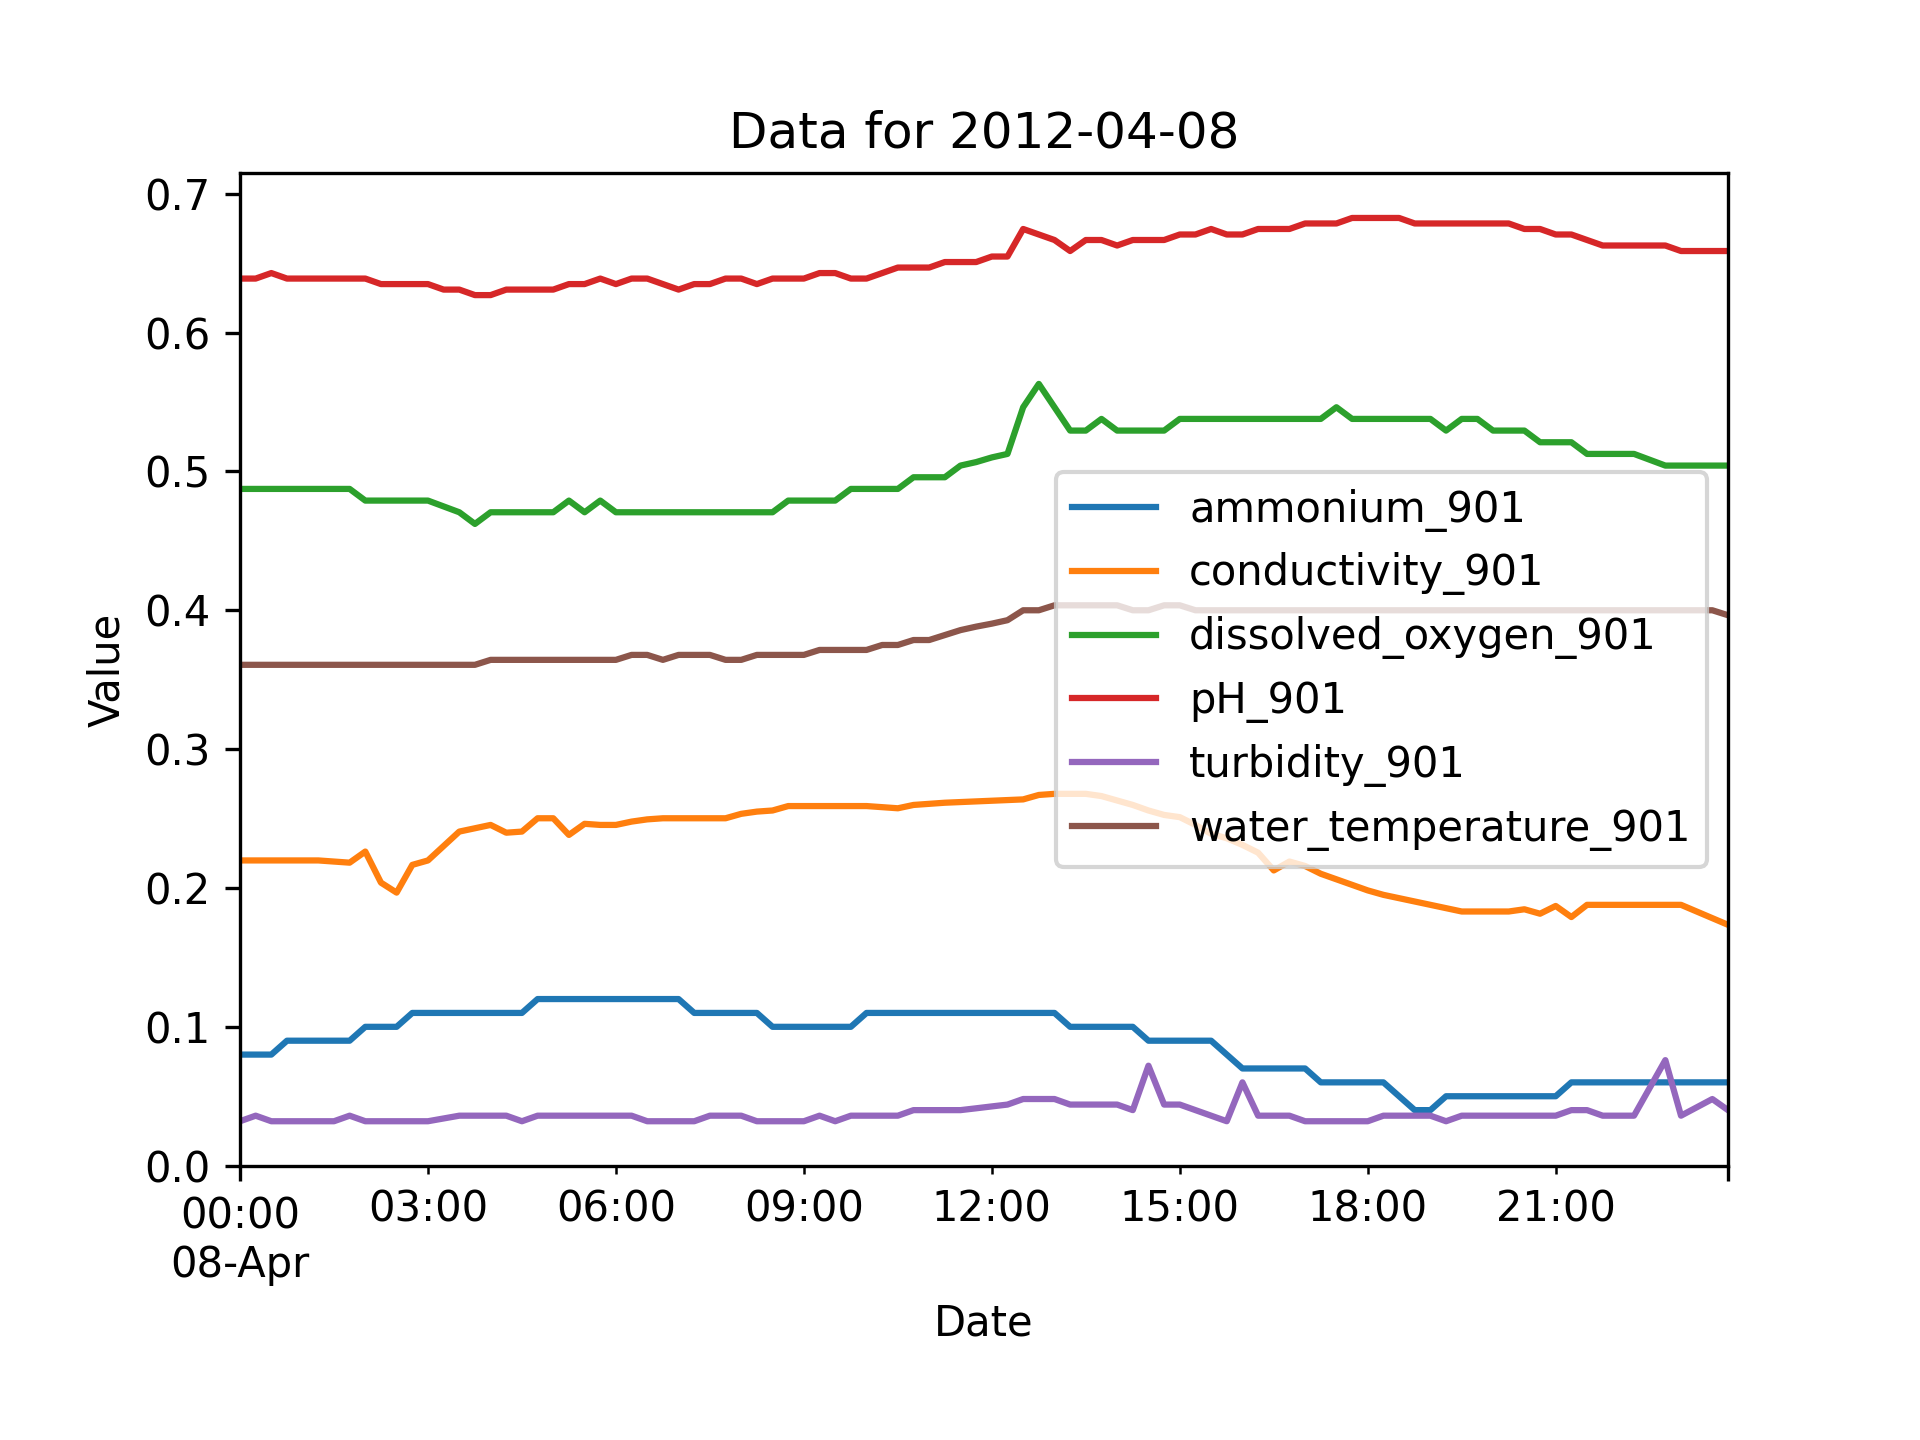 Data for 2012-04-08
0.7
0.6
0.5
0.4
0.3
0.2
0.1
0.0
Value
ammonium_901
conductivity_901
dissolved_oxygen_901
pH_901
turbidity_901
water_temperature_901
00:00 03:00 06:00 09:00 12:00 15:00 18:00 21:00
08-Apr
Date